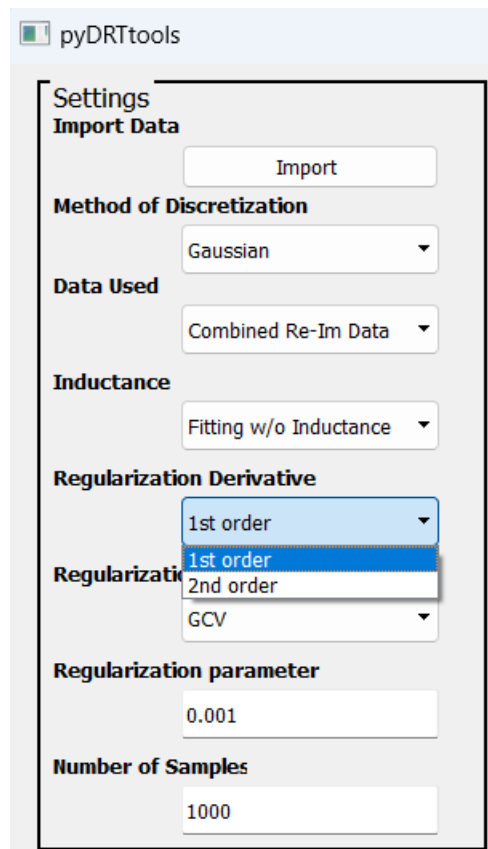 pyDRTtools
Settings
Import Data
Import
Method of Discretization
Gaussian
Data Used
Combined Re-Im Data
Inductance
Fitting w/o Inductance
Regularization Derivative
1st order
1st order
2nd order
GCV
Regularization parameter
0.001
Number of Samples
1000